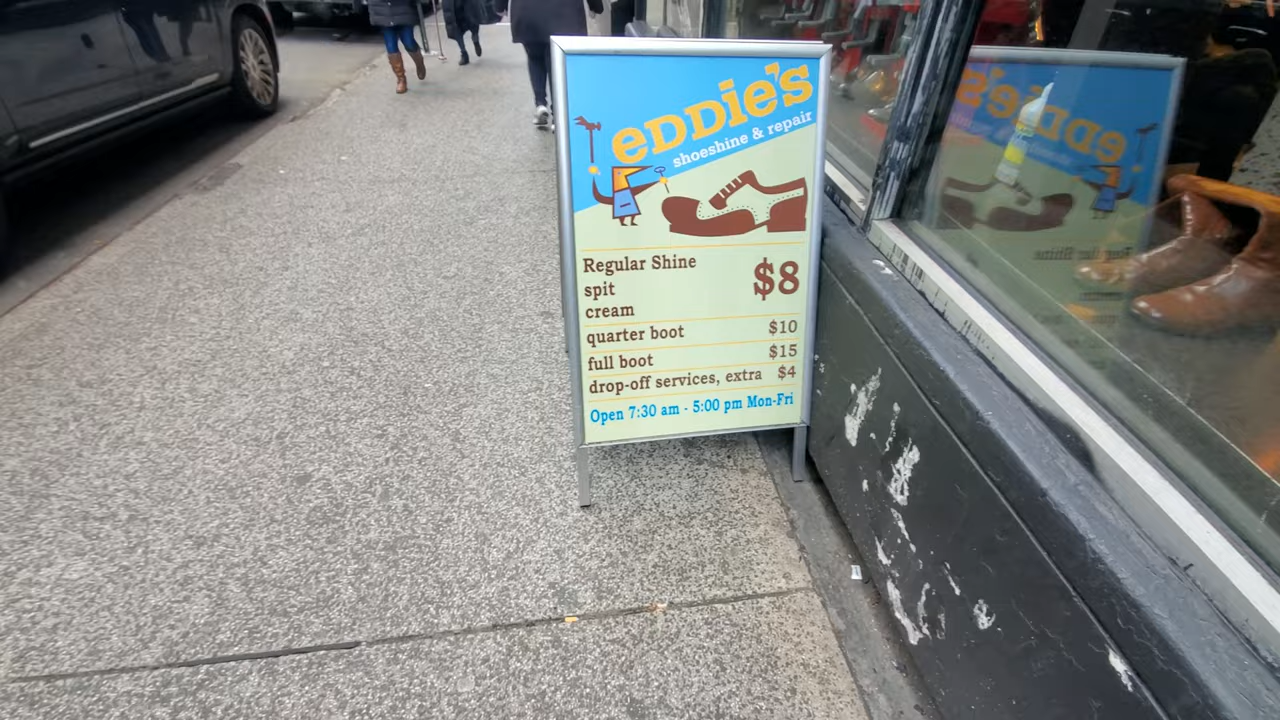 eDDie's
shoeshine & repair
Regular Shine
spit
cream
$8
quarter boot $10
full boot $15
drop-off services, extra $4
Open 7:30 am - 5:00 pm Mon-Fri